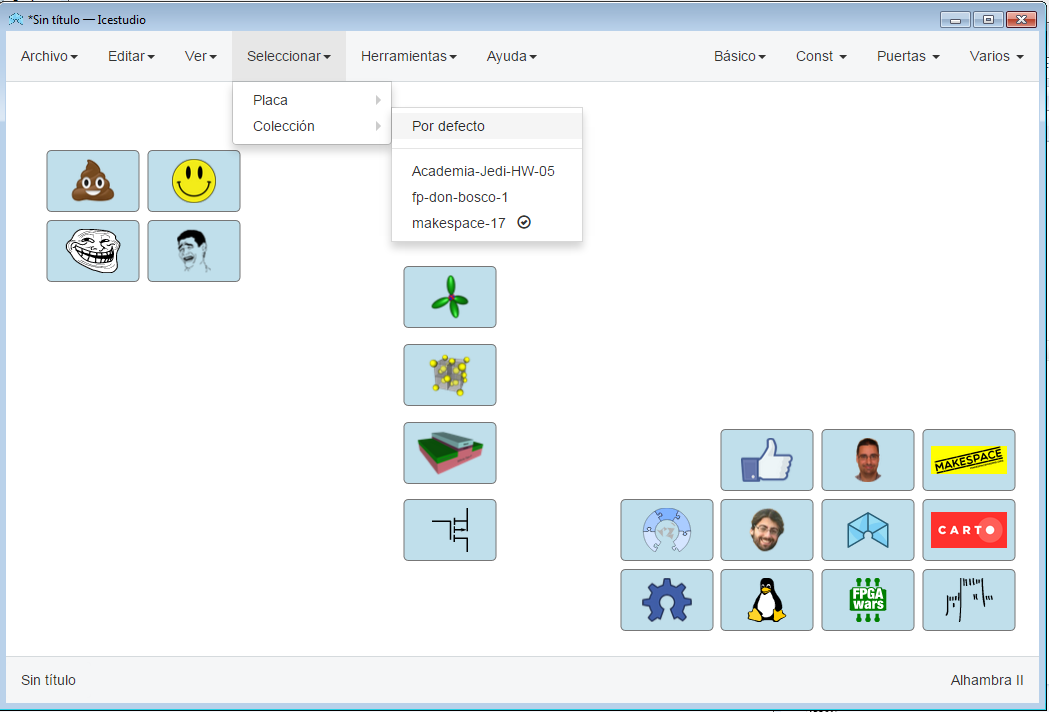 *Sin título — Icestudio
Archivo Editar Ver Seleccionar Herramientas Ayuda Básico Const Puertas Varios
Placa
Colección
Por defecto
Academia-Jedi-HW-05
fp-don-bosco-1
makespace-17
MAKESPACE
CARTO
FPGA
wars
Sin título Alhambra II